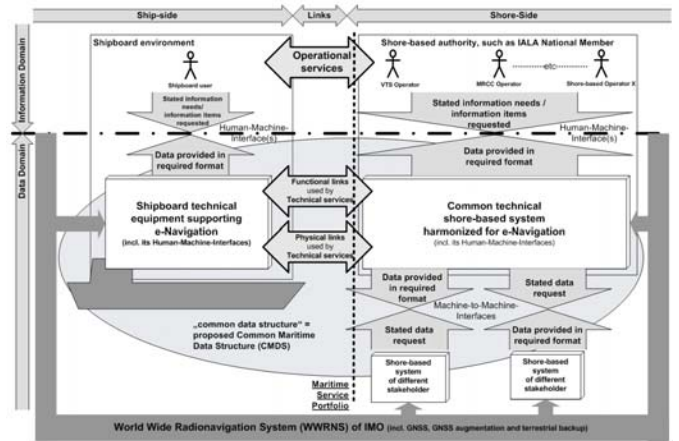 Ship-side
Links
Shore-Side
Information Domain
Data Domain
Shipboard environment
Shipboard user
Operational
services
Shore-based authority, such as IALA National Member
VTS Operator
MRCC Operator
etc
Shore-based Operator X
Stated information
needs/
information items
requested
Human-Machine-
Interface(s)
Data provided in
required format
Stated information needs /
information items
requested
Human-Machine-
Interface(s)
Data provided in
required format
Shipboard technical
equipment supporting
e-Navigation
(incl. its Human-Machine-Interfaces)
Functional links
used by
Technical services
Physical links
used by
Technical services
Common technical
shore-based system
harmonized for e-Navigation
(incl. its Human-Machine-Interfaces)
Data provided
in required
format
Stated data
request
Machine-to-Machine-
Interfaces
Stated data
request
Data provided in
required format
„common data structure“ =
proposed Common Maritime
Data Structure (CMDS)
Shore-based
system
of different
stakeholder
Shore-based
system
of different
stakeholder
Maritime
Service
Portfolio
World Wide Radionavigation System (WWRNS) of IMO (incl. GNSS, GNSS augmentation and terrestrial backup)